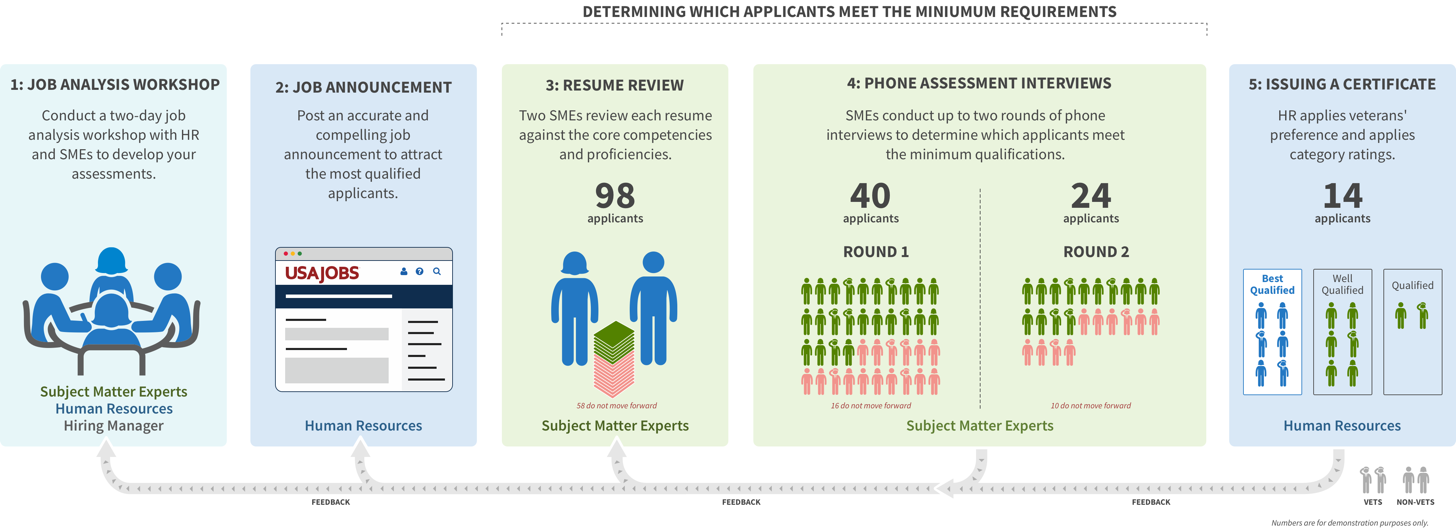 DETERMINING WHICH APPLICANTS MEET THE MINIUMUM REQUIREMENTS
1: JOB ANALYSIS WORKSHOP
Conduct a two-day job
analysis workshop with HR
and SMEs to develop your
assessments.
Subject Matter Experts
Human Resources
Hiring Manager
2: JOB ANNOUNCEMENT
Post an accurate and
compelling job
announcement to attract
the most qualified
applicants.
USAJOBS
Human Resources
3: RESUME REVIEW
Two SMEs review each resume
against the core competencies
and proficiencies.
98
applicants
58 do not move forward
Subject Matter Experts
4: PHONE ASSESSMENT INTERVIEWS
SMEs conduct up to two rounds of phone
interviews to determine which applicants meet
the minimum qualifications.
40
applicants
ROUND 1
16 do not move forward
24
applicants
ROUND 2
10 do not move forward
Subject Matter Experts
5: ISSUING A CERTIFICATE
HR applies veterans'
preference and applies
category ratings.
14
applicants
Best
Qualified
Well
Qualified
Qualified
Human Resources
FEEDBACK
FEEDBACK
FEEDBACK
VETS
NON-VETS
Numbers are for demonstration purposes only.